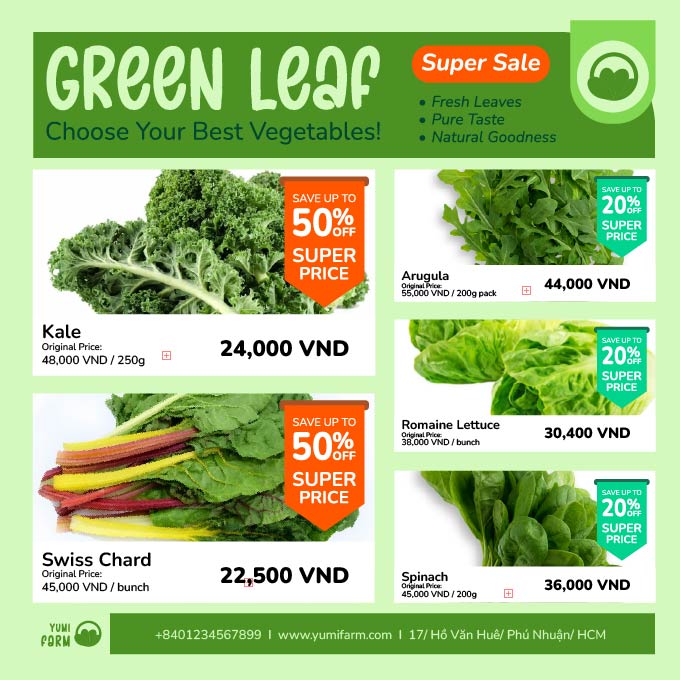 GREEN LEAF
Choose Your Best Vegetables!
Super Sale
• Fresh Leaves
• Pure Taste
• Natural Goodness
SAVE UP TO
50% OFF
SUPER
PRICE
Kale
Original Price:
48,000 VND / 250g
24,000 VND
SAVE UP TO
50% OFF
SUPER
PRICE
Swiss Chard
Original Price:
45,000 VND / bunch
22,500 VND
SAVE UP TO
20% OFF
SUPER
PRICE
Arugula
Original Price:
55,000 VND / 200g pack
44,000 VND
SAVE UP TO
20% OFF
SUPER
PRICE
Romaine Lettuce
Original Price:
38,000 VND / bunch
30,400 VND
SAVE UP TO
20% OFF
SUPER
PRICE
Spinach
Original Price:
45,000 VND / 200g
36,000 VND
YUMI
FARM
+8401234567899 I www.yumifarm.com I 17/ Hồ Văn Huê/ Phú Nhuận/ HCM